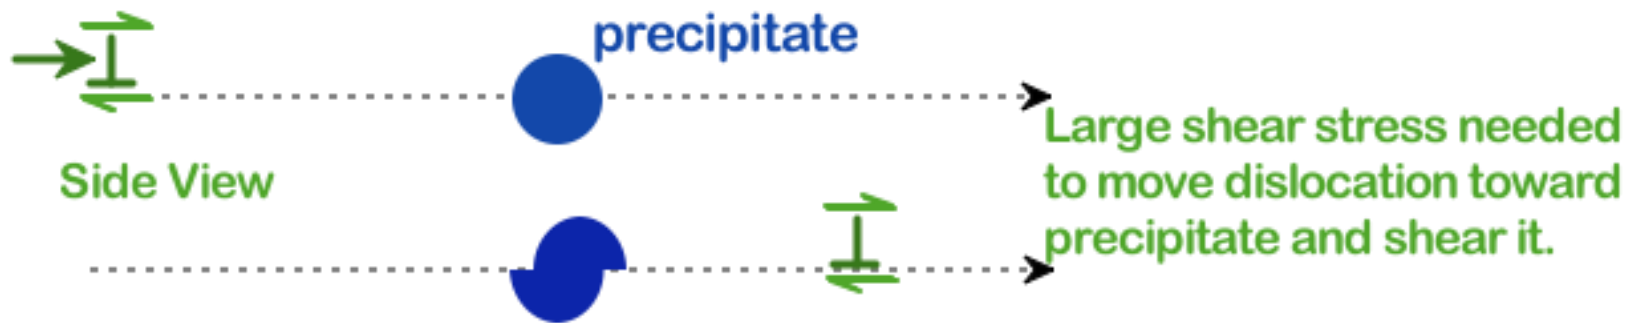 precipitate
Side View
Large shear stress needed
to move dislocation toward
precipitate and shear it.